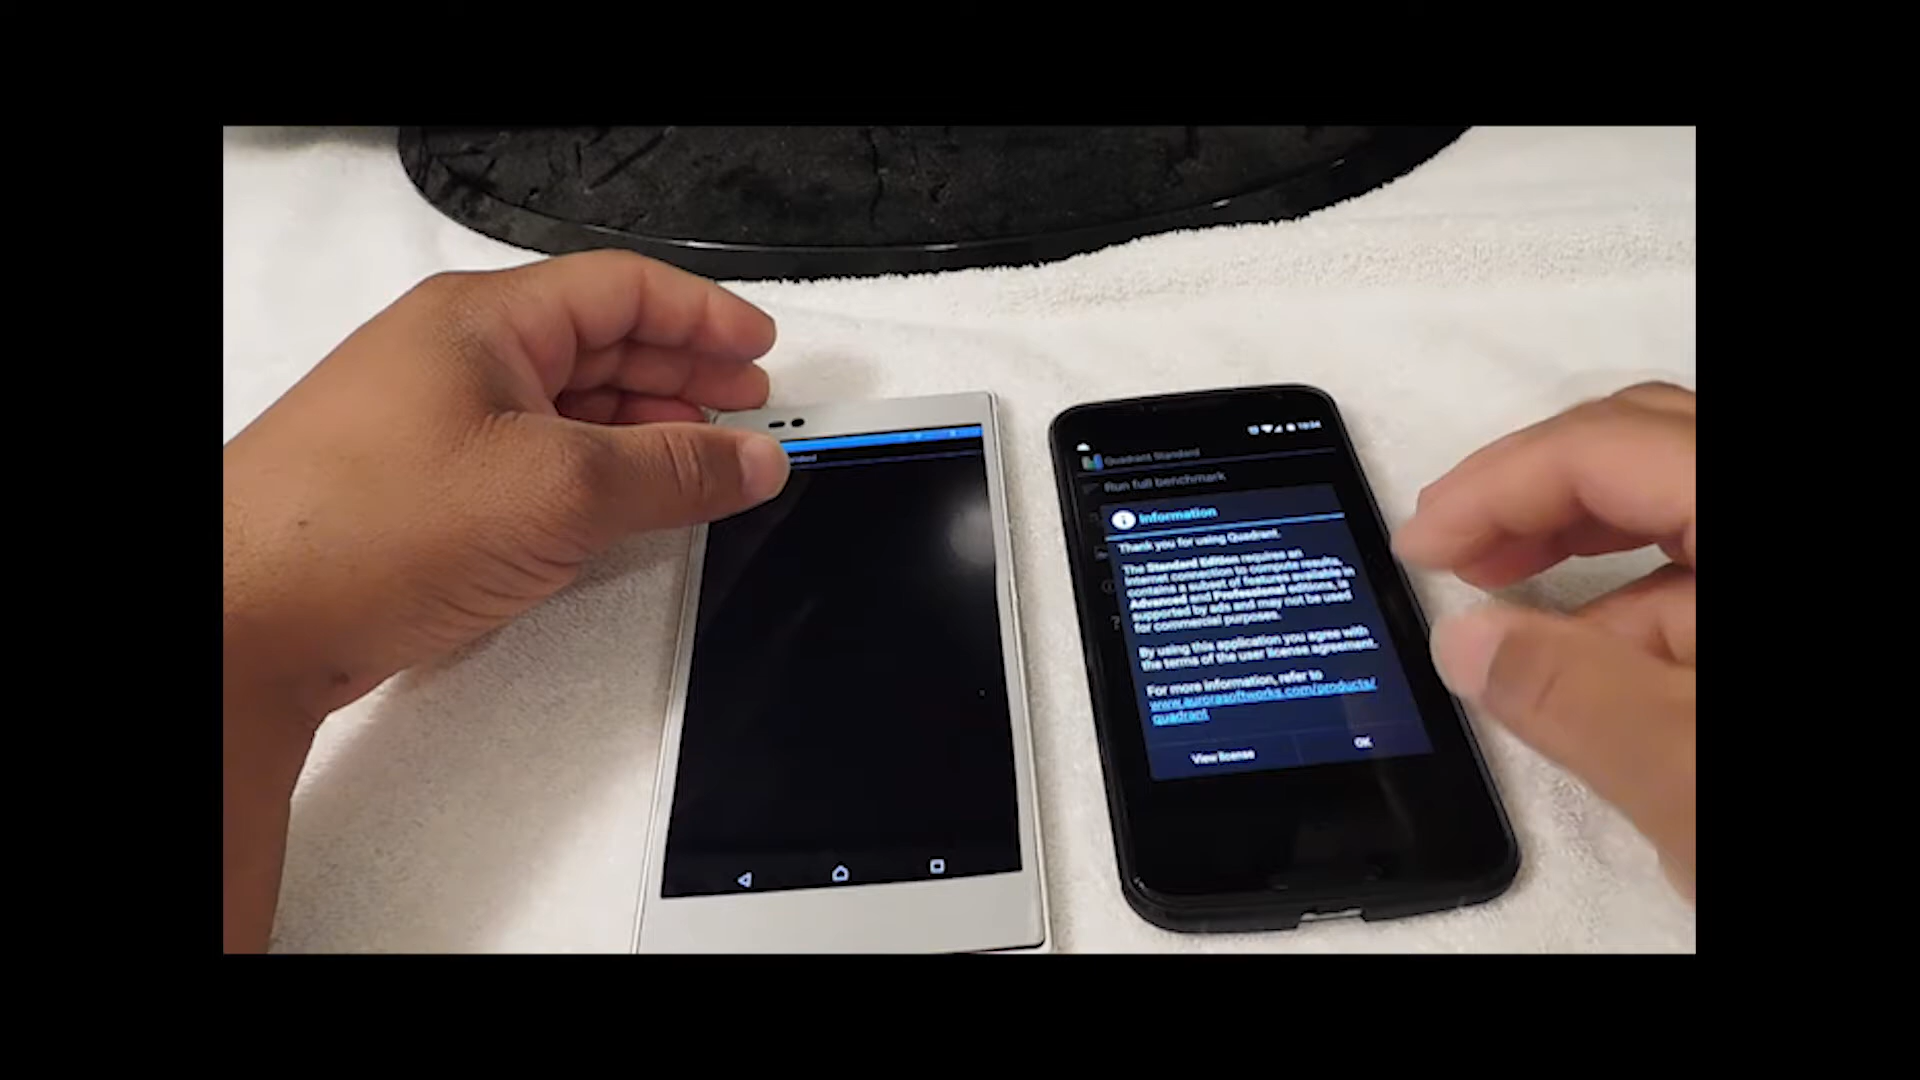 Quadrant Standard
Run full benchmark
Information
Thank you for using Quadrant.
The Standard Edition requires an
Internet connection to compute results,
contains a subset of features available in
Advanced and Professional editions, is
supported by ads and may not be used
for commercial purposes.
By using this application you agree with
the terms of the user license agreement.
For more information, refer to
www.aurorasoftworks.com/products/
quadrant
View license
OK